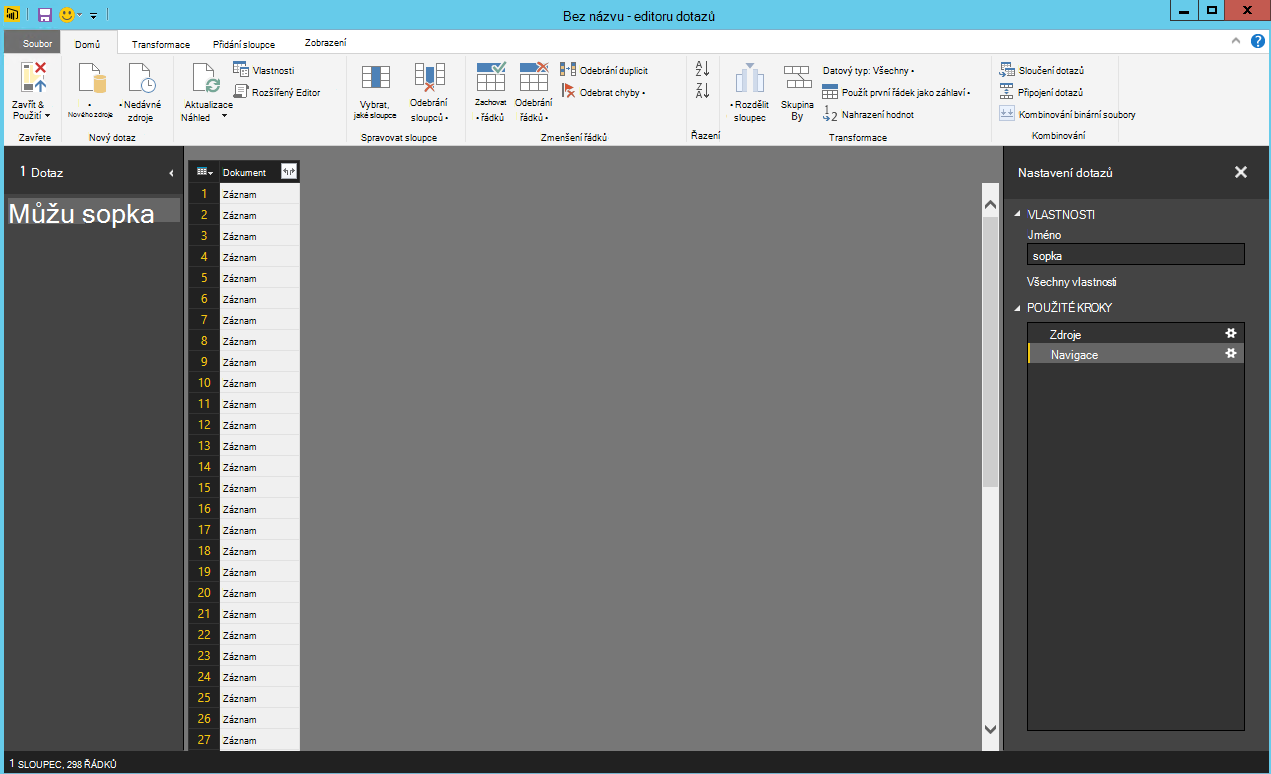 Bez názvu - editoru dotazů
Soubor Domů Transformace Přidání sloupce Zobrazení
Zavřít & Použití
Zavřete
Nového zdroje
Nedávné zdroje
Nový dotaz
Aktualizace Náhled
Vlastnosti
Rozšířený Editor
Vybrat, jaké sloupce
Odebrání sloupců
Spravovat sloupce
Zachovat řádků
Odebrání řádků
Odebrání duplicit
Odebrat chyby
Zmenšení řádků
A Z
Z A
Řazení
Rozdělit sloupec
Skupina By
Datový typ: Všechny
Použít první řádek jako záhlaví
1 2 Nahrazení hodnot
Transformace
Sloučení dotazů
Připojení dotazů
Kombinování binární soubory
Kombinování
1 Dotaz
Můžu sopka
Dokument
1 Záznam
2 Záznam
3 Záznam
4 Záznam
5 Záznam
6 Záznam
7 Záznam
8 Záznam
9 Záznam
10 Záznam
11 Záznam
12 Záznam
13 Záznam
14 Záznam
15 Záznam
16 Záznam
17 Záznam
18 Záznam
19 Záznam
20 Záznam
21 Záznam
22 Záznam
23 Záznam
24 Záznam
25 Záznam
26 Záznam
27 Záznam
Nastavení dotazů
VLASTNOSTI
Jméno
sopka
Všechny vlastnosti
POUŽITÉ KROKY
Zdroje
Navigace
1 SLOUPEC, 298 ŘÁDKŮ